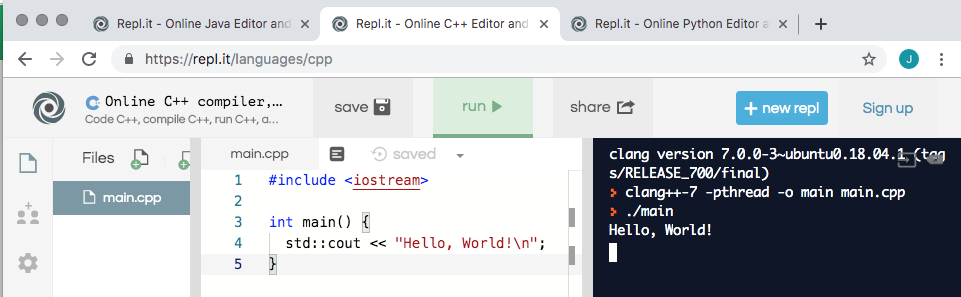 Repl.it - Online Java Editor and
Repl.it - Online C++ Editor and
Repl.it - Online Python Editor a
https://repl.it/languages/cpp
J
Online C++ compiler,...
Code C++, compile C++, run C++, a...
save
run
share
+ new repl
Sign up
Files
main.cpp
main.cpp
saved
1 #include <iostream>
2
3 int main() {
4 std::cout << "Hello, World!\n";
5 }
clang version 7.0.0-3~ubuntu0.18.04.1 (tag
s/RELEASE_700/final)
> clang++-7 -pthread -o main main.cpp
> ./main
Hello, World!